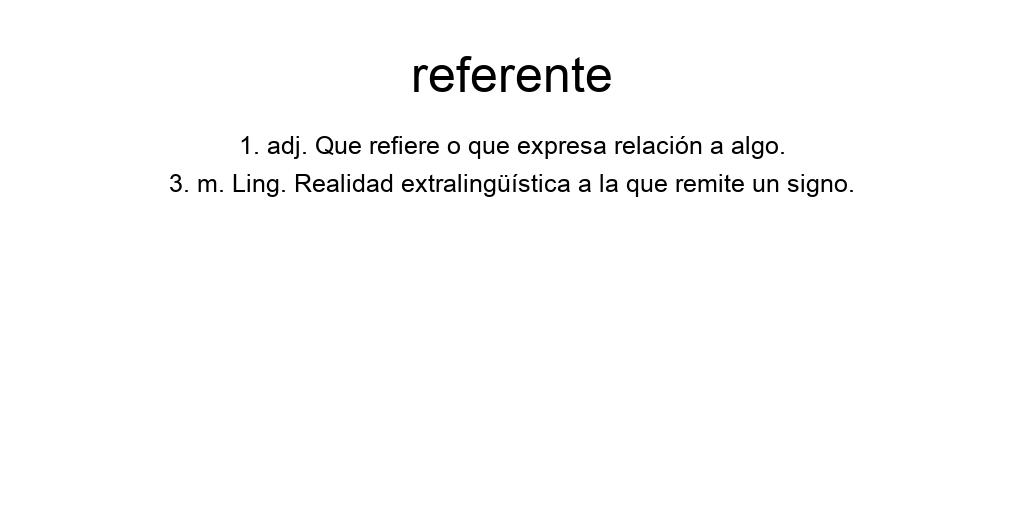 referente
1. adj. Que refiere o que expresa relación a algo.
3. m. Ling. Realidad extralingüística a la que remite un signo.